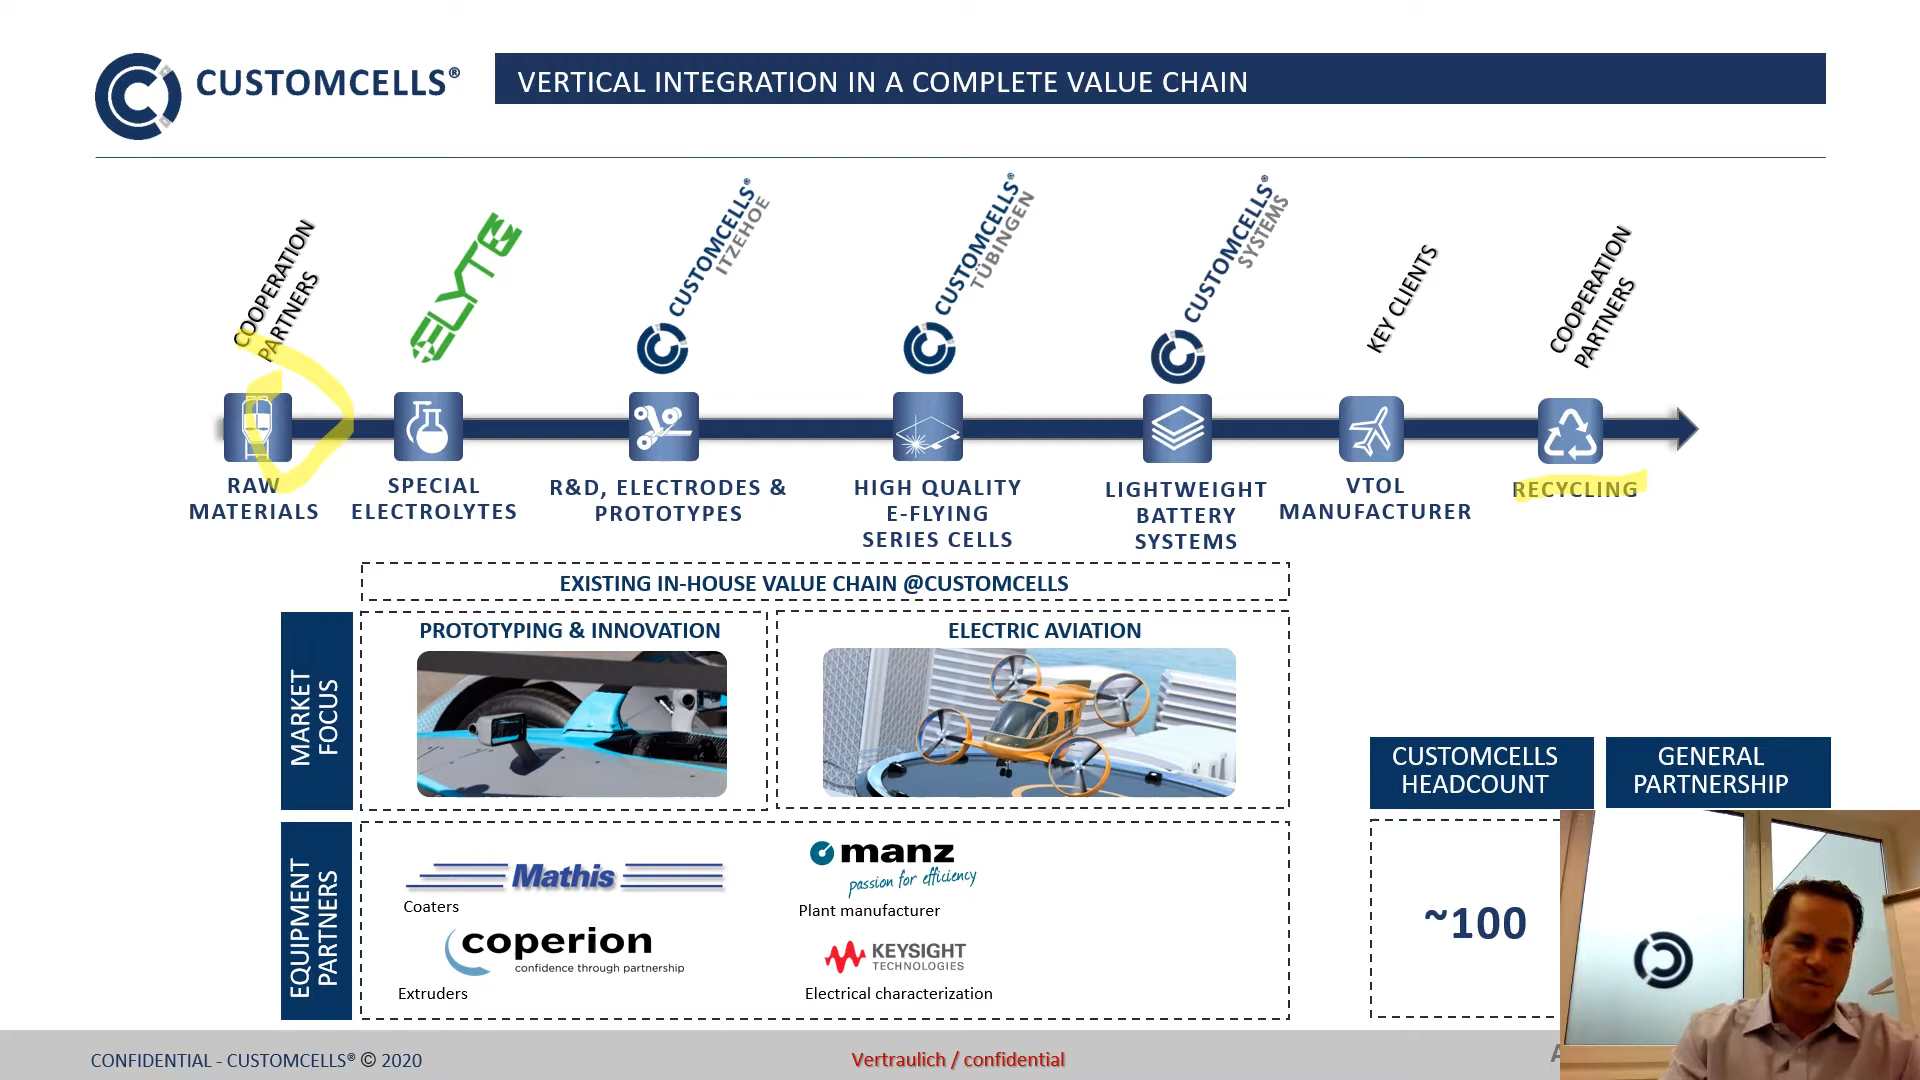 CUSTOMCELLS®
VERTICAL INTEGRATION IN A COMPLETE VALUE CHAIN
COOPERATION
PARTNERS
ELYTE
CUSTOMCELLS®
ITZEHOE
CUSTOMCELLS®
TÜBINGEN
CUSTOMCELLS®
SYSTEMS
KEY CLIENTS
COOPERATION
PARTNERS
RAW
MATERIALS
SPECIAL
ELECTROLYTES
R&D, ELECTRODES &
PROTOTYPES
HIGH QUALITY
E-FLYING
SERIES CELLS
LIGHTWEIGHT
BATTERY
SYSTEMS
VTOL
MANUFACTURER
RECYCLING
EXISTING IN-HOUSE VALUE CHAIN @CUSTOMCELLS
MARKET
FOCUS
PROTOTYPING & INNOVATION
ELECTRIC AVIATION
EQUIPMENT
PARTNERS
Mathis
Coaters
coperion
confidence through partnership
Extruders
manz
passion for efficiency
Plant manufacturer
KEYSIGHT
TECHNOLOGIES
Electrical characterization
CUSTOMCELLS
HEADCOUNT
~100
GENERAL
PARTNERSHIP
CONFIDENTIAL - CUSTOMCELLS® © 2020
Vertraulich / confidential